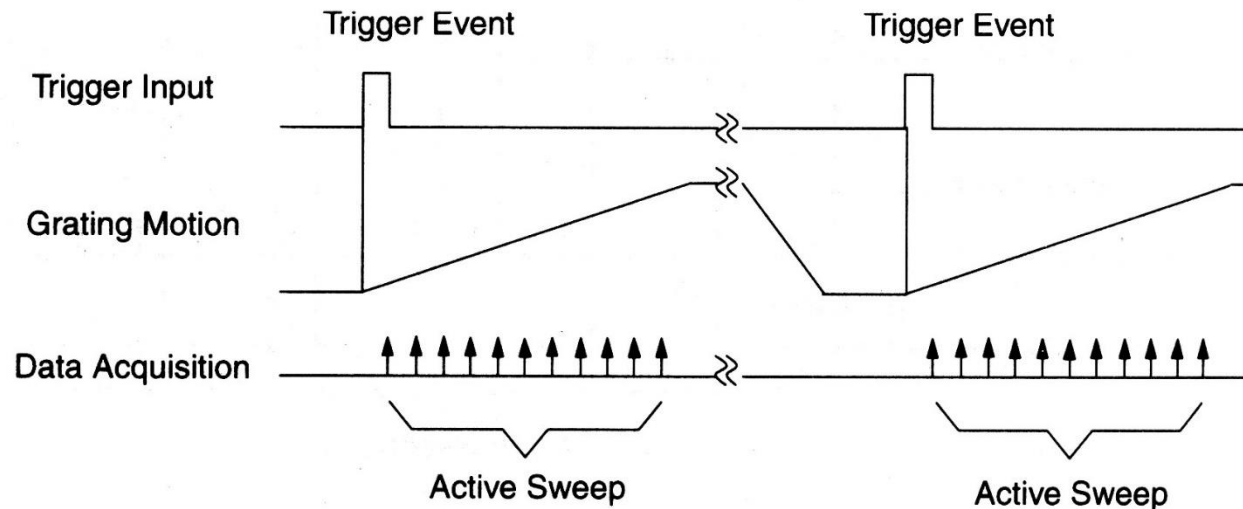 Trigger Event
Trigger Event
Trigger Input
Grating Motion
Data Acquisition
Active Sweep
Active Sweep